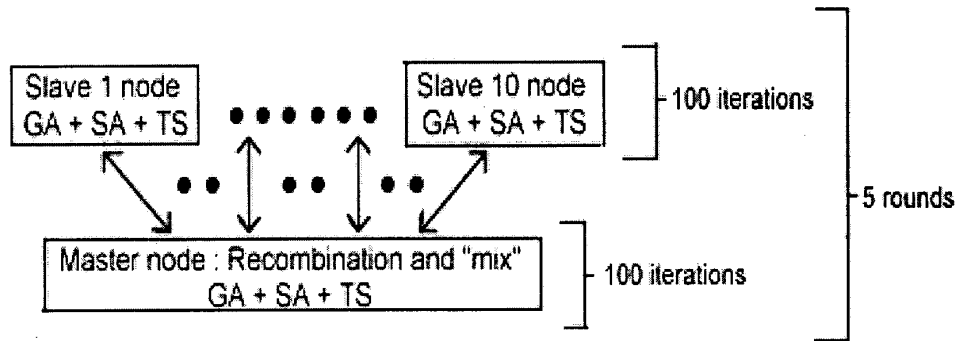 Slave 1 node
GA + SA + TS
Slave 10 node
GA + SA + TS
100 iterations
5 rounds
Master node : Recombination and "mix"
GA + SA + TS
100 iterations